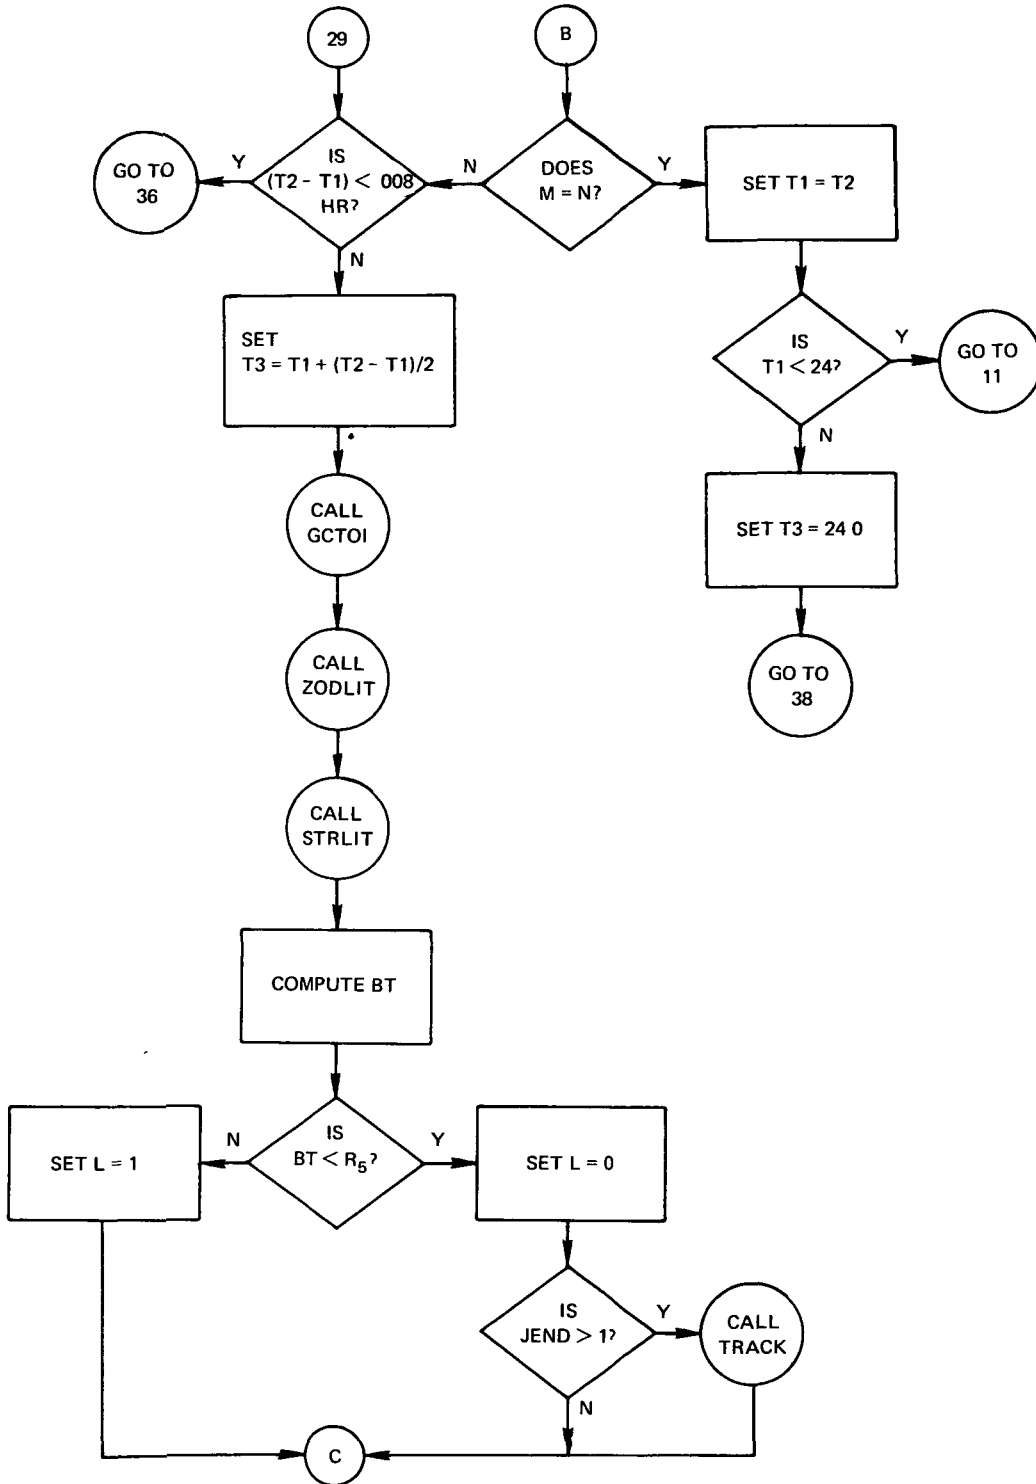 29
B
GO TO
36
Y
IS
(T2 - T1) < 008
HR?
N
DOES
M = N?
Y
SET T1 = T2
N
SET
T3 = T1 + (T2 - T1)/2
IS
T1 < 24?
Y
GO TO
11
N
CALL
GCTOI
SET T3 = 24 0
CALL
ZODLIT
GO TO
38
CALL
STRLIT
COMPUTE BT
SET L = 1
N
IS
BT < R5?
Y
SET L = 0
IS
JEND > 1?
Y
CALL
TRACK
N
C